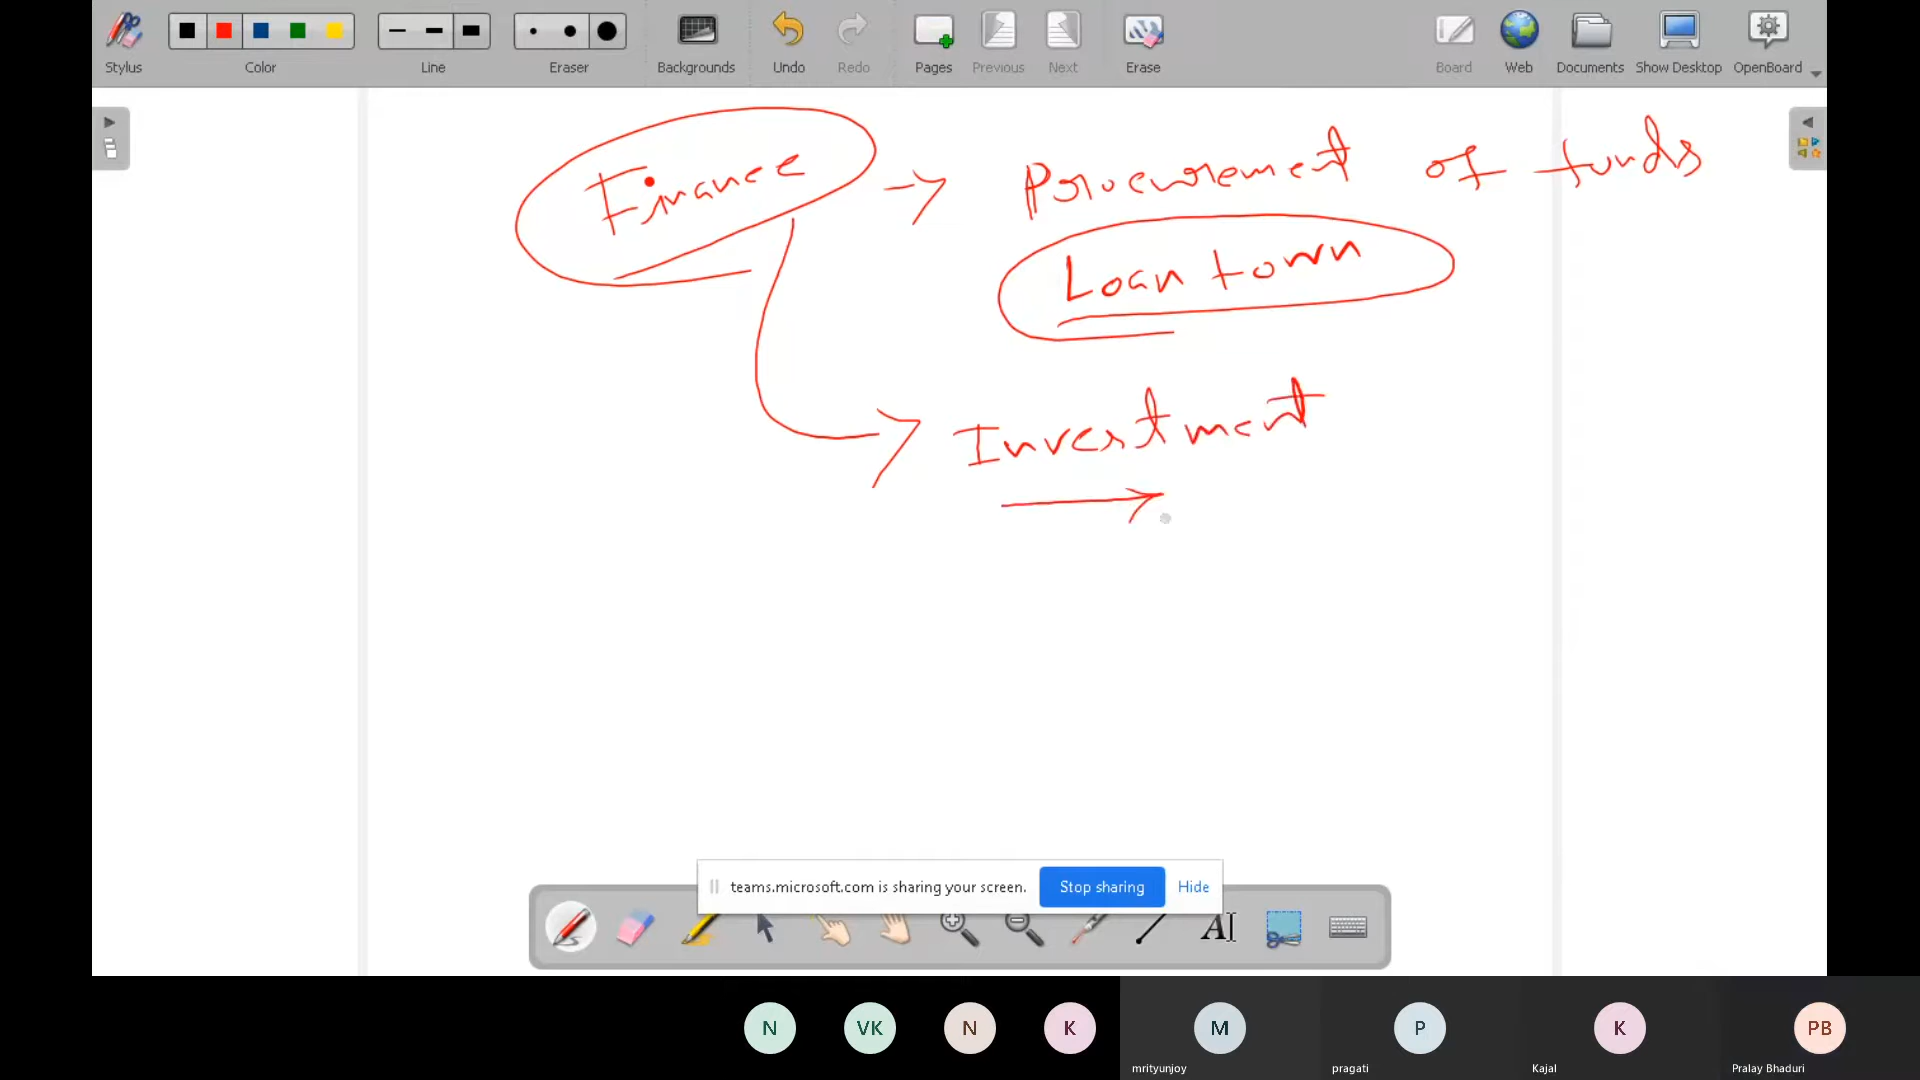 Stylus
Color
Line
Eraser
Backgrounds
Undo
Redo
Pages
Previous
Next
Erase
Board
Web
Documents
Show Desktop
OpenBoard
Finance → Procurement of funds
Loan town
Investment
teams.microsoft.com is sharing your screen.
Stop sharing
Hide
AI
N
VK
N
K
M
P
K
PB
mrityunjoy
pragati
Kajal
Pralay Bhaduri